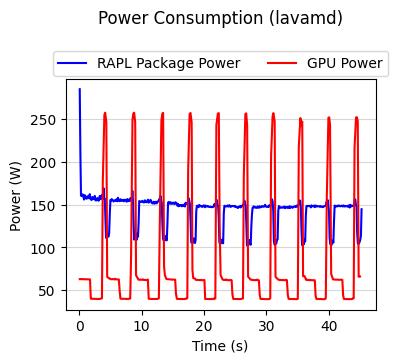 Power Consumption (lavamd)
RAPL Package Power
GPU Power
250
200
150
100
50
Power (W)
0
10
20
30
40
Time (s)